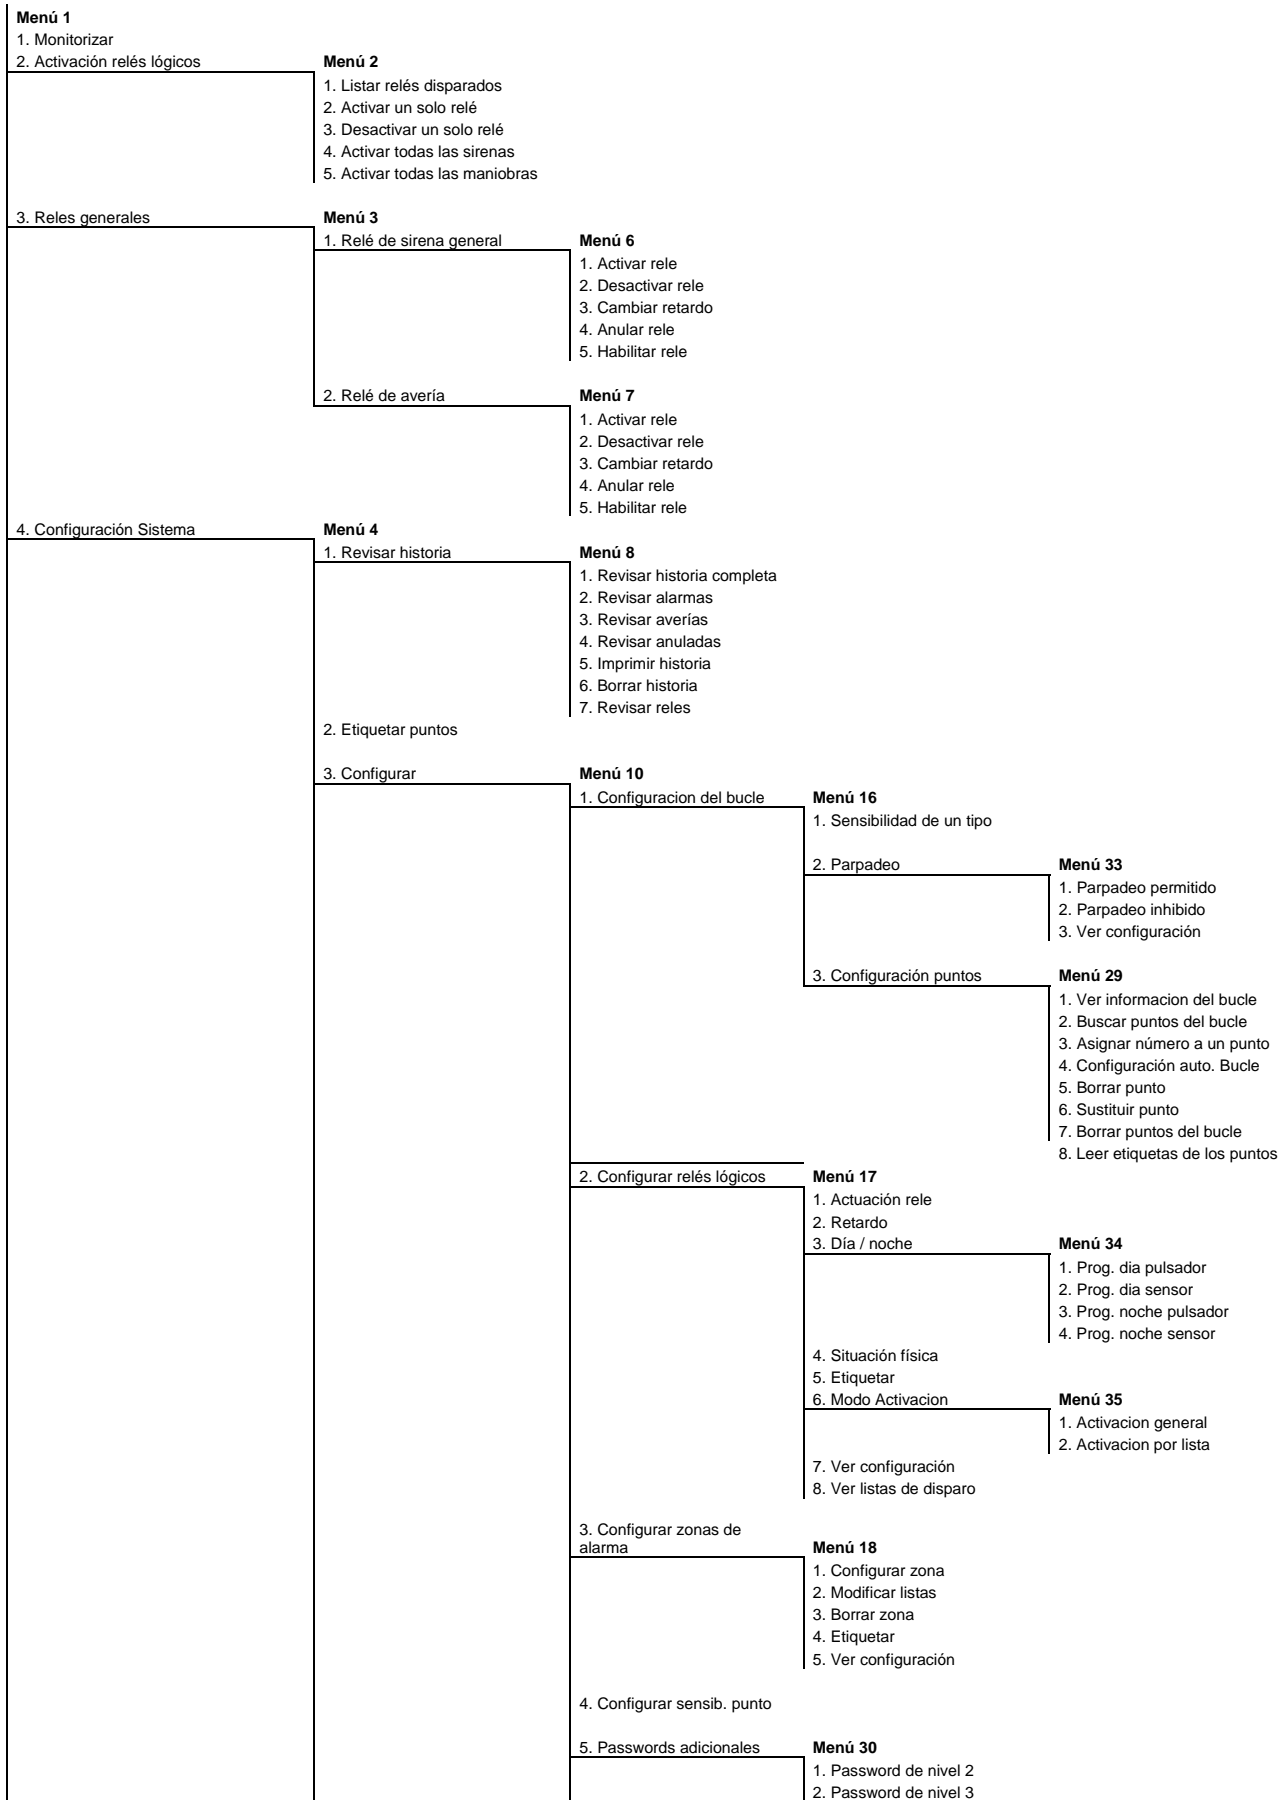 Menú 1
1. Monitorizar
2. Activación relés lógicos
Menú 2
1. Listar relés disparados
2. Activar un solo relé
3. Desactivar un solo relé
4. Activar todas las sirenas
5. Activar todas las maniobras
3. Reles generales
Menú 3
1. Relé de sirena general
Menú 6
1. Activar rele
2. Desactivar rele
3. Cambiar retardo
4. Anular rele
5. Habilitar rele
2. Relé de avería
Menú 7
1. Activar rele
2. Desactivar rele
3. Cambiar retardo
4. Anular rele
5. Habilitar rele
4. Configuración Sistema
Menú 4
1. Revisar historia
Menú 8
1. Revisar historia completa
2. Revisar alarmas
3. Revisar averías
4. Revisar anuladas
5. Imprimir historia
6. Borrar historia
7. Revisar reles
2. Etiquetar puntos
3. Configurar
Menú 10
1. Configuracion del bucle
Menú 16
1. Sensibilidad de un tipo
2. Parpadeo
Menú 33
1. Parpadeo permitido
2. Parpadeo inhibido
3. Ver configuración
3. Configuración puntos
Menú 29
1. Ver informacion del bucle
2. Buscar puntos del bucle
3. Asignar número a un punto
4. Configuración auto. Bucle
5. Borrar punto
6. Sustituir punto
7. Borrar puntos del bucle
8. Leer etiquetas de los puntos
2. Configurar relés lógicos
Menú 17
1. Actuación rele
2. Retardo
3. Día / noche
Menú 34
1. Prog. dia pulsador
2. Prog. dia sensor
3. Prog. noche pulsador
4. Prog. noche sensor
4. Situación física
5. Etiquetar
6. Modo Activacion
Menú 35
1. Activacion general
2. Activacion por lista
7. Ver configuración
8. Ver listas de disparo
3. Configurar zonas de
alarma
Menú 18
1. Configurar zona
2. Modificar listas
3. Borrar zona
4. Etiquetar
5. Ver configuración
4. Configurar sensib. punto
5. Passwords adicionales
Menú 30
1. Password de nivel 2
2. Password de nivel 3